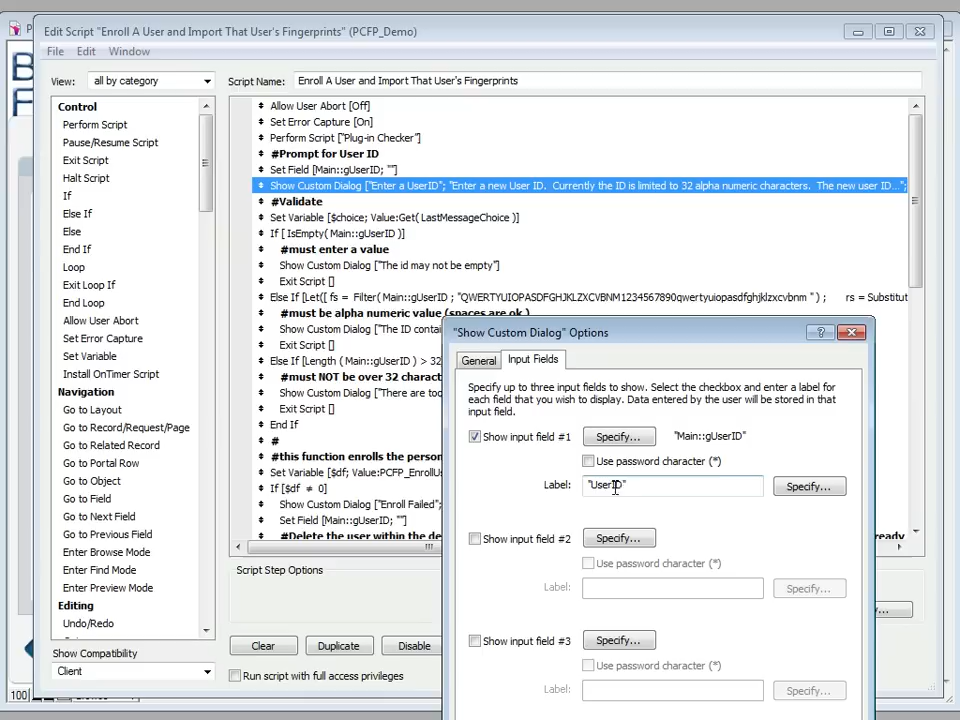 Edit Script "Enroll A User and Import That User's Fingerprints" (PCFP_Demo)
File Edit Window
View: all by category
Script Name: Enroll A User and Import That User's Fingerprints
Control
Perform Script
Pause/Resume Script
Exit Script
Halt Script
If
Else If
Else
End If
Loop
Exit Loop If
End Loop
Allow User Abort
Set Error Capture
Set Variable
Install OnTimer Script
Navigation
Go to Layout
Go to Record/Request/Page
Go to Related Record
Go to Portal Row
Go to Object
Go to Field
Go to Next Field
Go to Previous Field
Enter Browse Mode
Enter Find Mode
Enter Preview Mode
Editing
Undo/Redo
Show Compatibility
Client
Allow User Abort [Off]
Set Error Capture [On]
Perform Script ["Plug-in Checker"]
#Prompt for User ID
Set Field [Main::gUserID; ""]
Show Custom Dialog ["Enter a UserID"; "Enter a new User ID. Currently the ID is limited to 32 alpha numeric characters. The new user ID...";
#Validate
Set Variable [$choice; Value:Get( LastMessageChoice )]
If [ IsEmpty( Main::gUserID )]
#must enter a value
Show Custom Dialog ["The id may not be empty"]
Exit Script []
Else If [Let([ fs = Filter( Main::gUserID ; "QWERTYUIOPASDFGHJKLZXCVBNM1234567890qwertyuiopasdfghjklzxcvbnm " ) ; rs = Substitut
#must be alpha numeric value (spaces are ok )
Show Custom Dialog ["The ID contai
Exit Script []
Else If [Length ( Main::gUserID ) > 32
#must NOT be over 32 charact
Show Custom Dialog ["There are too
Exit Script []
End If
#
#this function enrolls the perso
Set Variable [$df; Value:PCFP_EnrollUs
If [$df ≠ 0]
Show Custom Dialog ["Enroll Failed";
Set Field [Main::gUserID; ""]
#Delete the user within the de
ready
Script Step Options
Clear Duplicate Disable
Run script with full access privileges
100
"Show Custom Dialog" Options
General Input Fields
Specify up to three input fields to show. Select the checkbox and enter a label for
each field that you wish to display. Data entered by the user will be stored in that
input field.
Show input field #1 Specify... "Main::gUserID"
Use password character (*)
Label: "UserID" Specify...
Show input field #2 Specify...
Use password character (*)
Label: Specify...
Show input field #3 Specify...
Use password character (*)
Label: Specify...